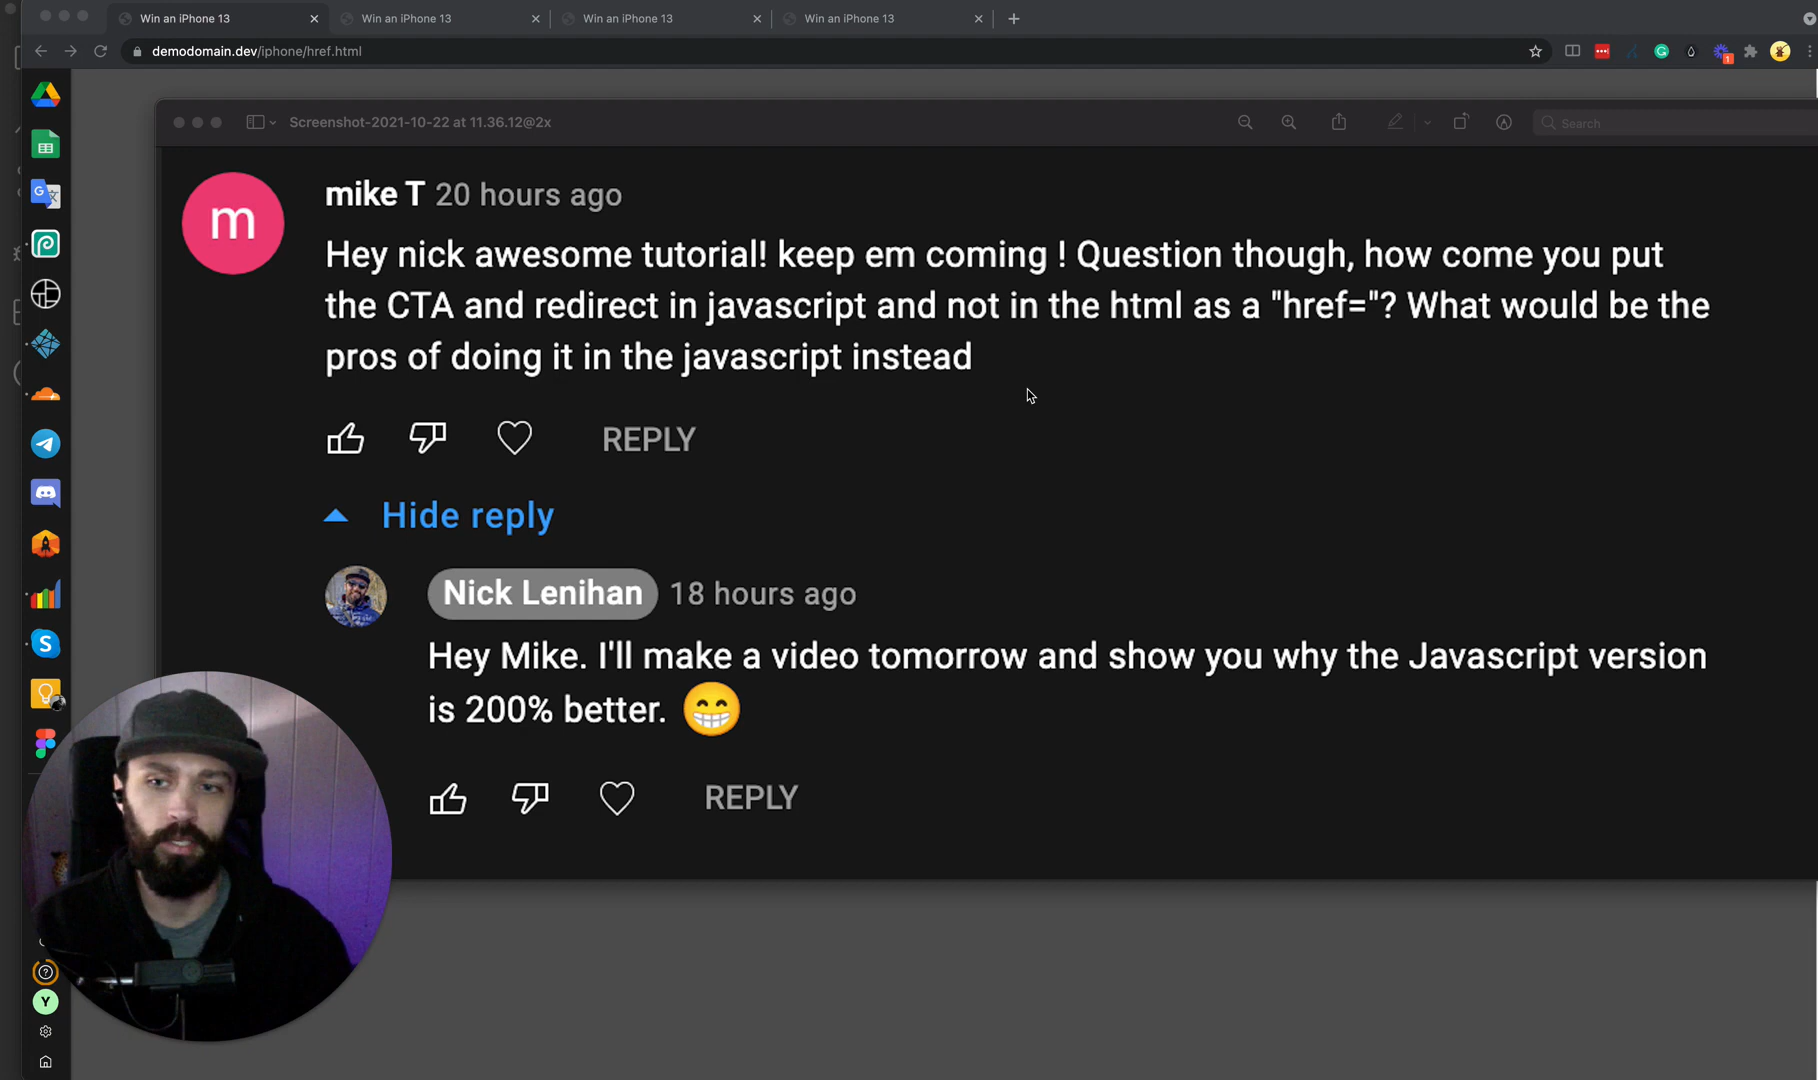 Win an iPhone 13
Win an iPhone 13
Win an iPhone 13
Win an iPhone 13
demodomain.dev/iphone/href.html
1
Screenshot-2021-10-22 at 11.36.12@2x
Search
m
mike T 20 hours ago
Hey nick awesome tutorial! keep em coming ! Question though, how come you put
the CTA and redirect in javascript and not in the html as a "href="? What would be the
pros of doing it in the javascript instead
REPLY
Hide reply
Nick Lenihan 18 hours ago
Hey Mike. I'll make a video tomorrow and show you why the Javascript version
is 200% better.
REPLY
Y